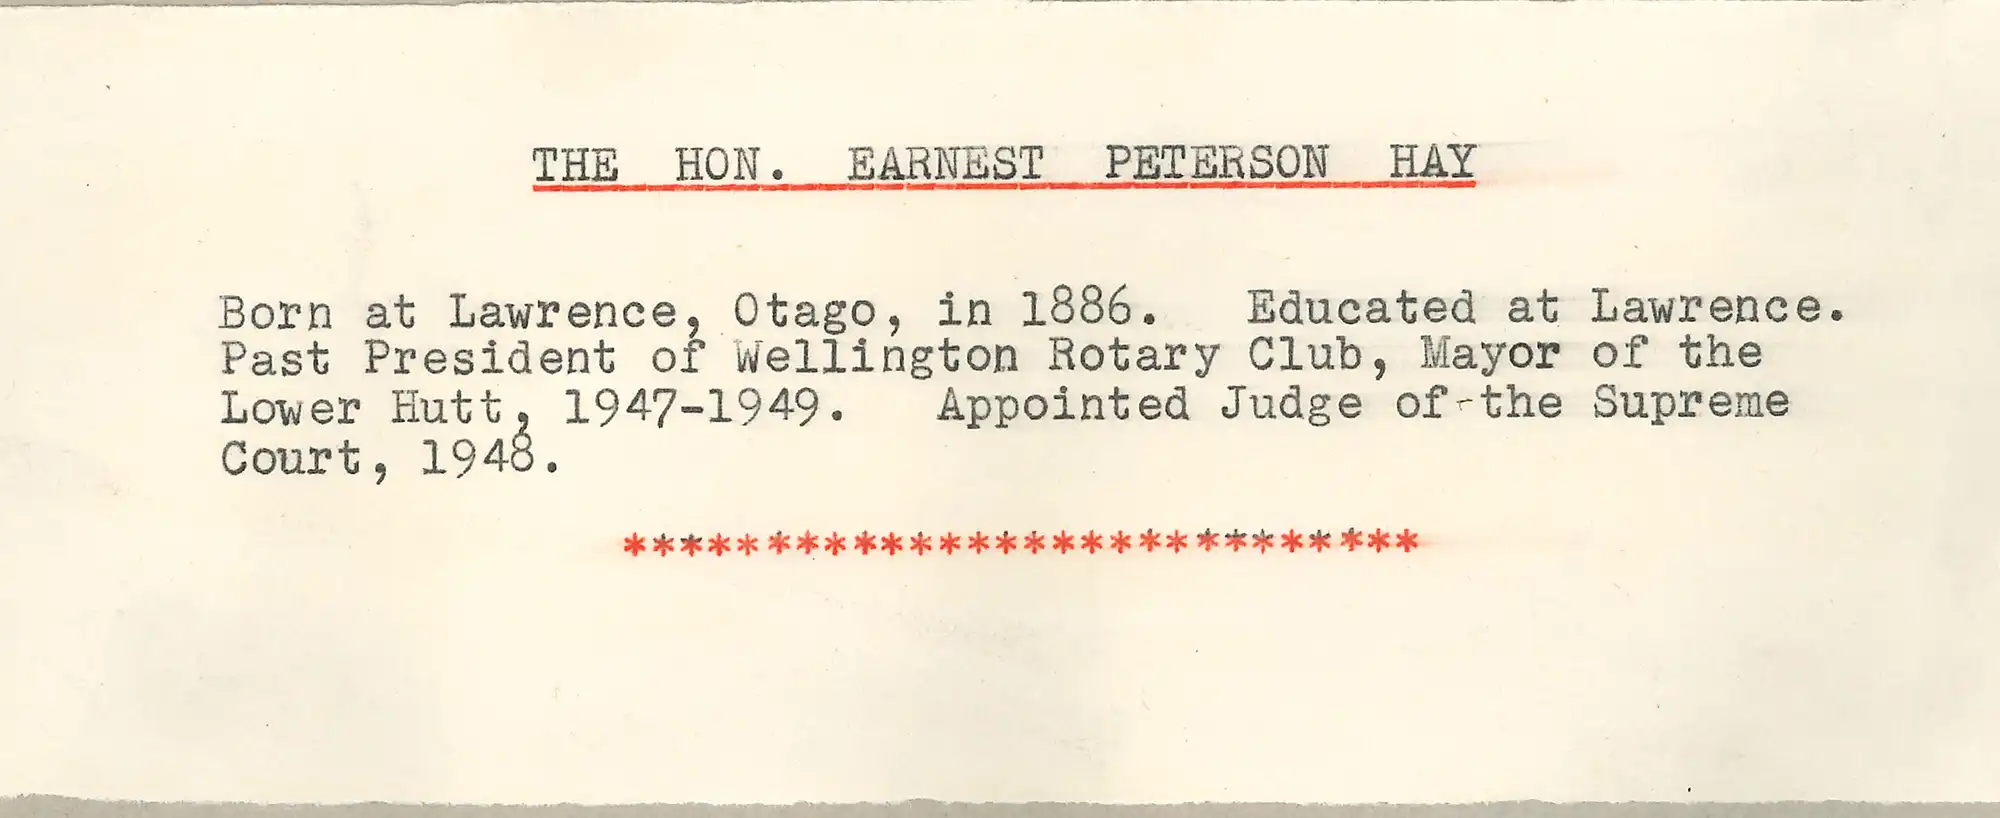 THE HON. EARNEST PETERSON HAY
Born at Lawrence, Otago, in 1886. Educated at Lawrence.
Past President of Wellington Rotary Club, Mayor of the
Lower Hutt, 1947-1949. Appointed Judge of the Supreme
Court, 1948.
****************************